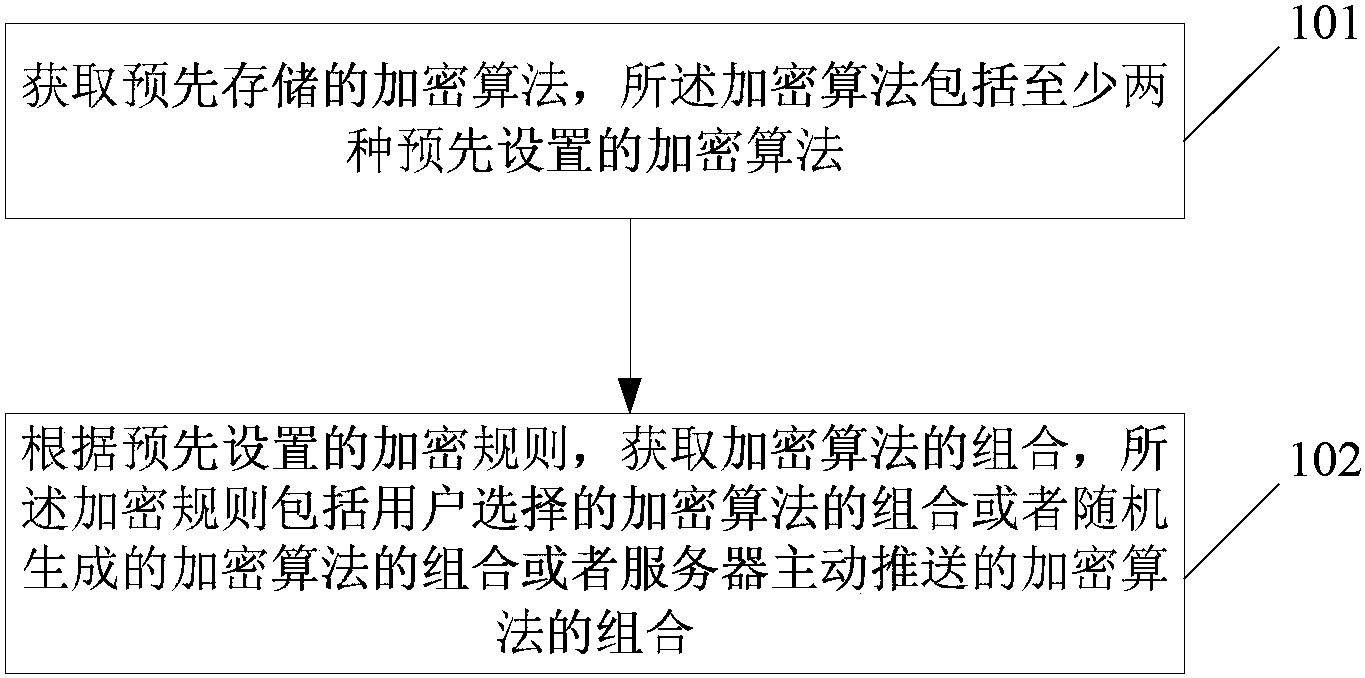 101
获取预先存储的加密算法，所述加密算法包括至少两
种预先设置的加密算法
根据预先设置的加密规则，获取加密算法的组合，所
述加密规则包括用户选择的加密算法的组合或者随机
生成的加密算法的组合或者服务器主动推送的加密算
法的组合
102